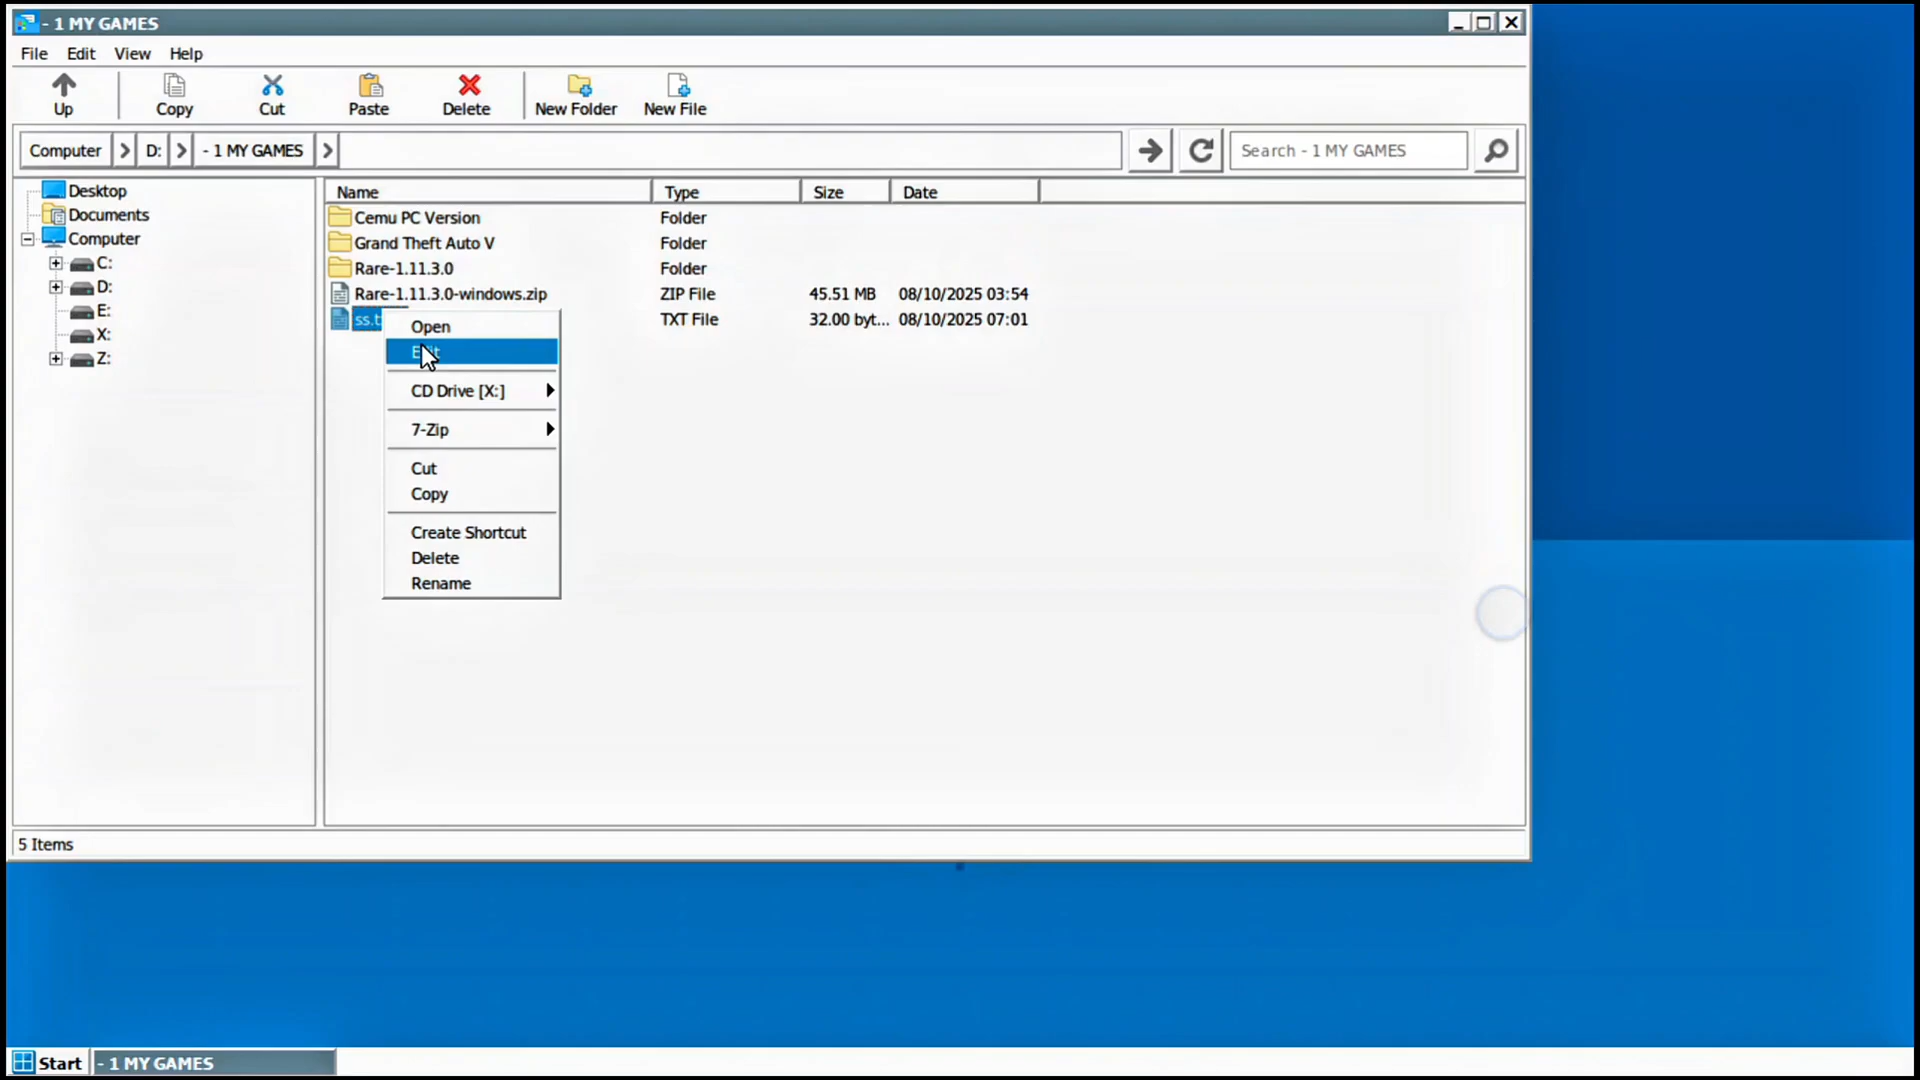 - 1 MY GAMES
File Edit View Help
Up Copy Cut Paste Delete New Folder New File
Computer D: - 1 MY GAMES Search - 1 MY GAMES
Desktop
Documents
Computer
C:
D:
E:
X:
Z:
Name Type Size Date
Cemu PC Version Folder
Grand Theft Auto V Folder
Rare-1.11.3.0 Folder
Rare-1.11.3.0-windows.zip ZIP File 45.51 MB 08/10/2025 03:54
TXT File 32.00 byt... 08/10/2025 07:01
Open
CD Drive [X:]
7-Zip
Cut
Copy
Create Shortcut
Delete
Rename
5 Items
Start - 1 MY GAMES